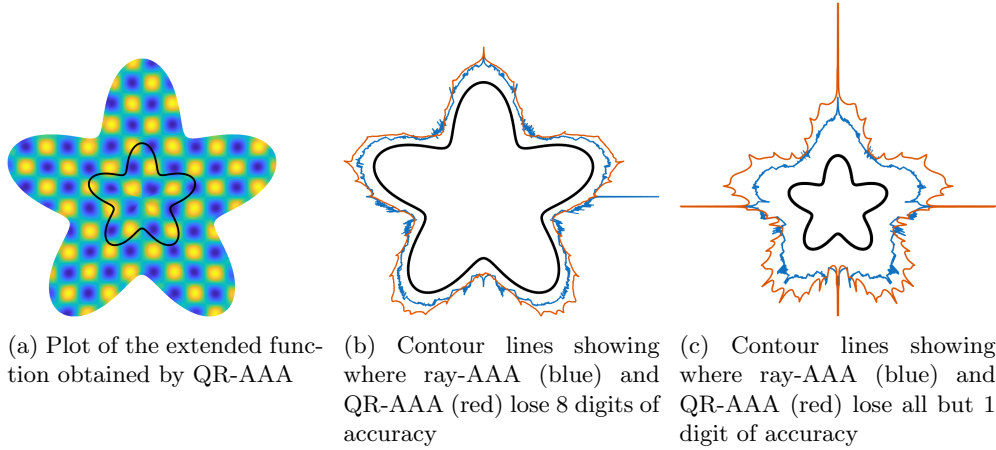 (a) Plot of the extended func-
tion obtained by QR-AAA
(b) Contour lines showing
where ray-AAA (blue) and
QR-AAA (red) lose 8 digits of
accuracy
(c) Contour lines showing
where ray-AAA (blue) and
QR-AAA (red) lose all but 1
digit of accuracy